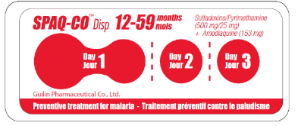 SPAQ-CO™ Disp 12-59 months mois
Sulfadoxine/Pyrimethamine
(500 mg/25 mg)
+ Amodiaquine (153 mg)
Day Jour 1
Day Jour 2
Day Jour 3
Guilin Pharmaceutical Co., Ltd.
Preventive treatment for malaria - Traitement préventif contre le paludisme